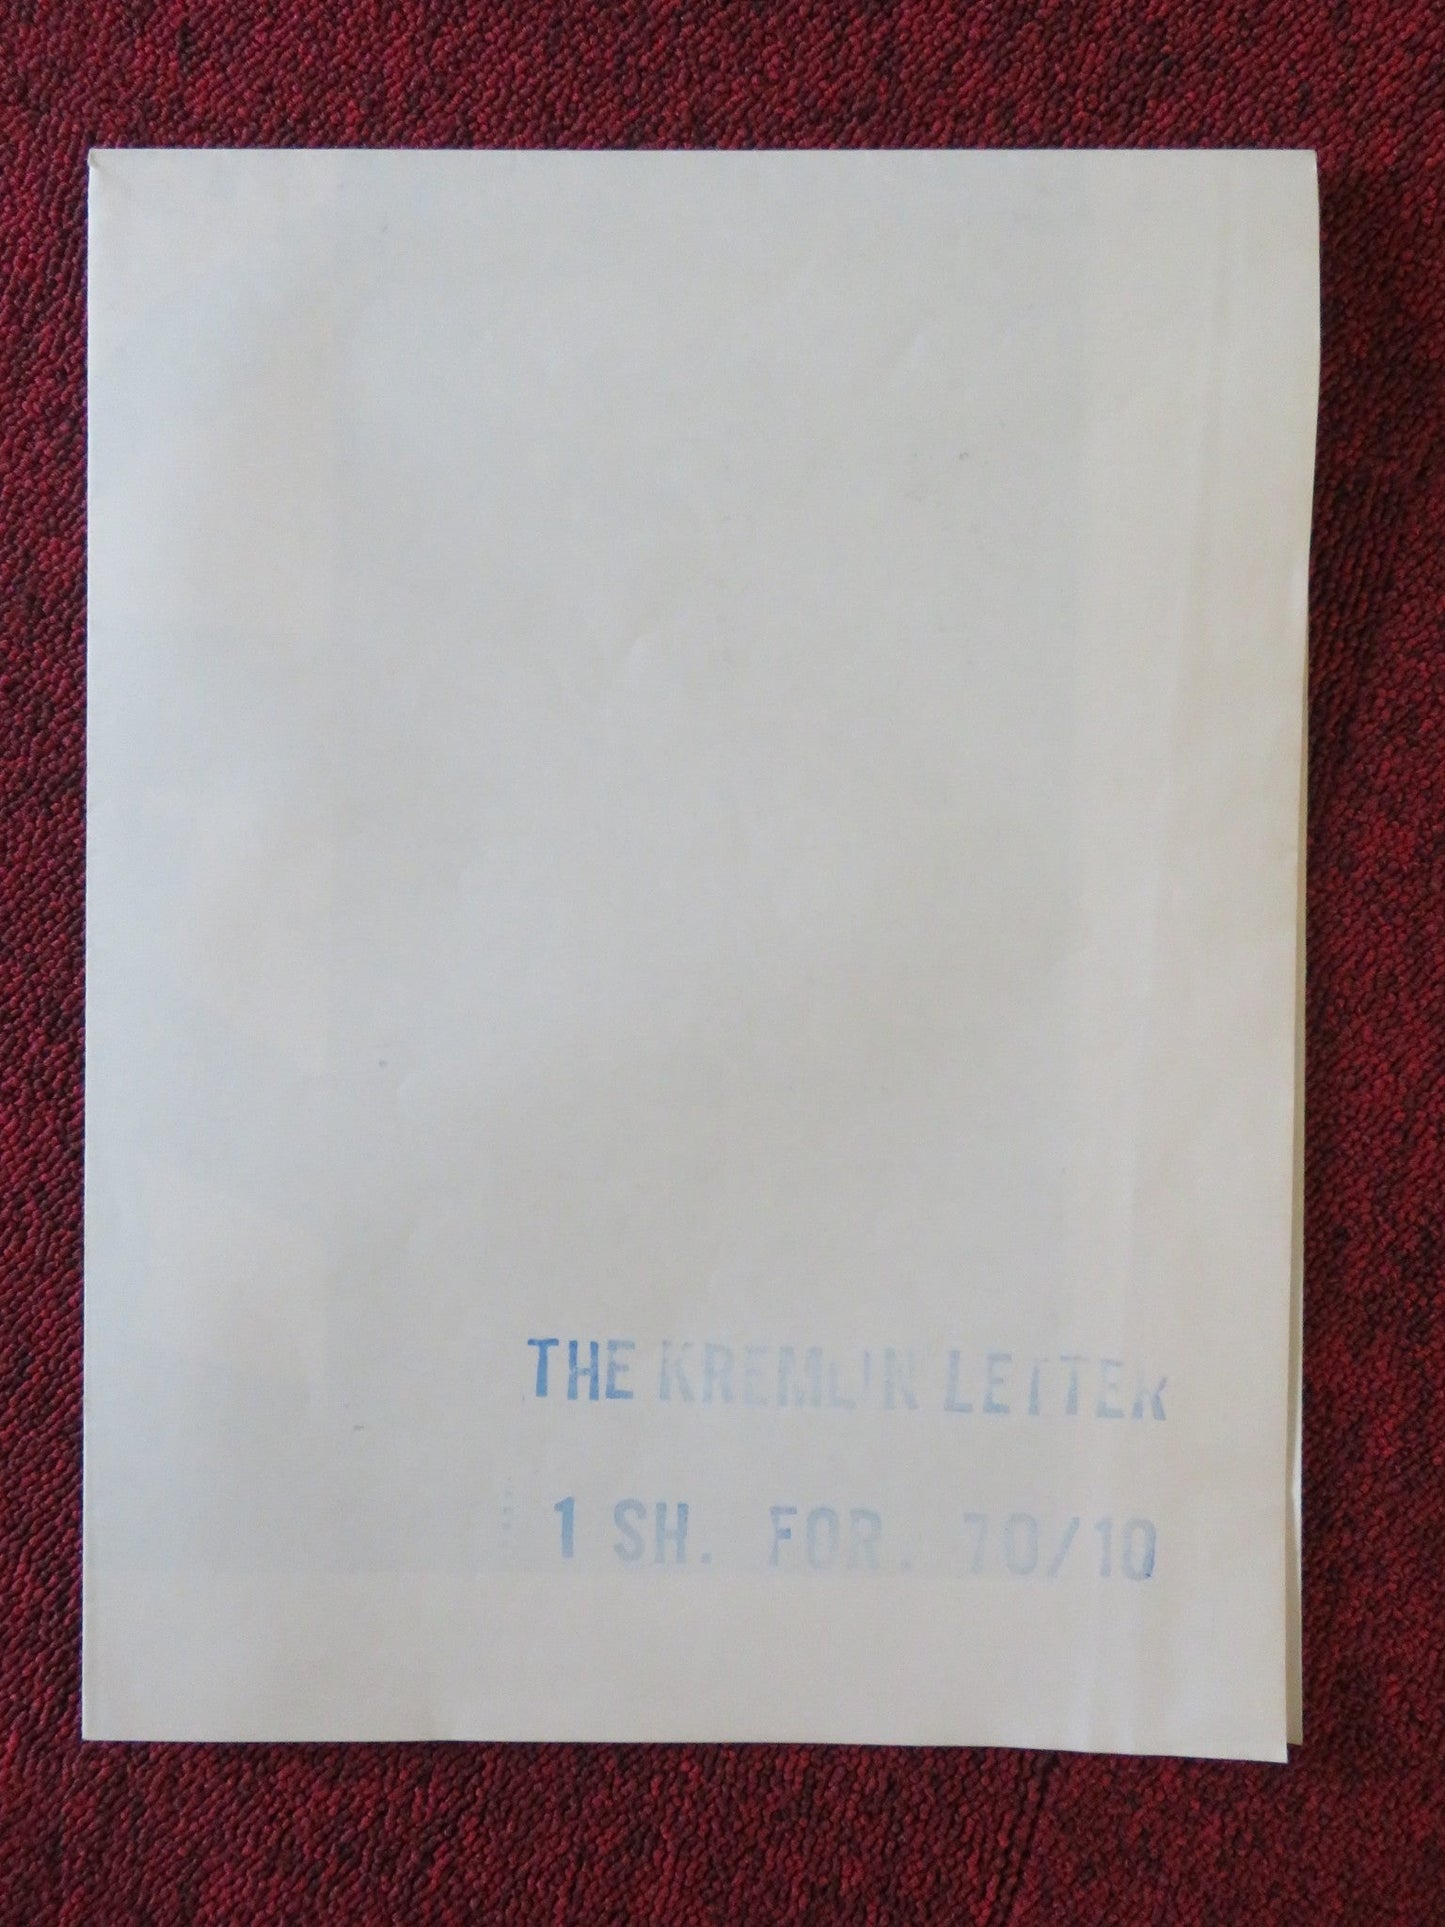 THE KREMLIN LETTER
1 SH. FOR. 70/10